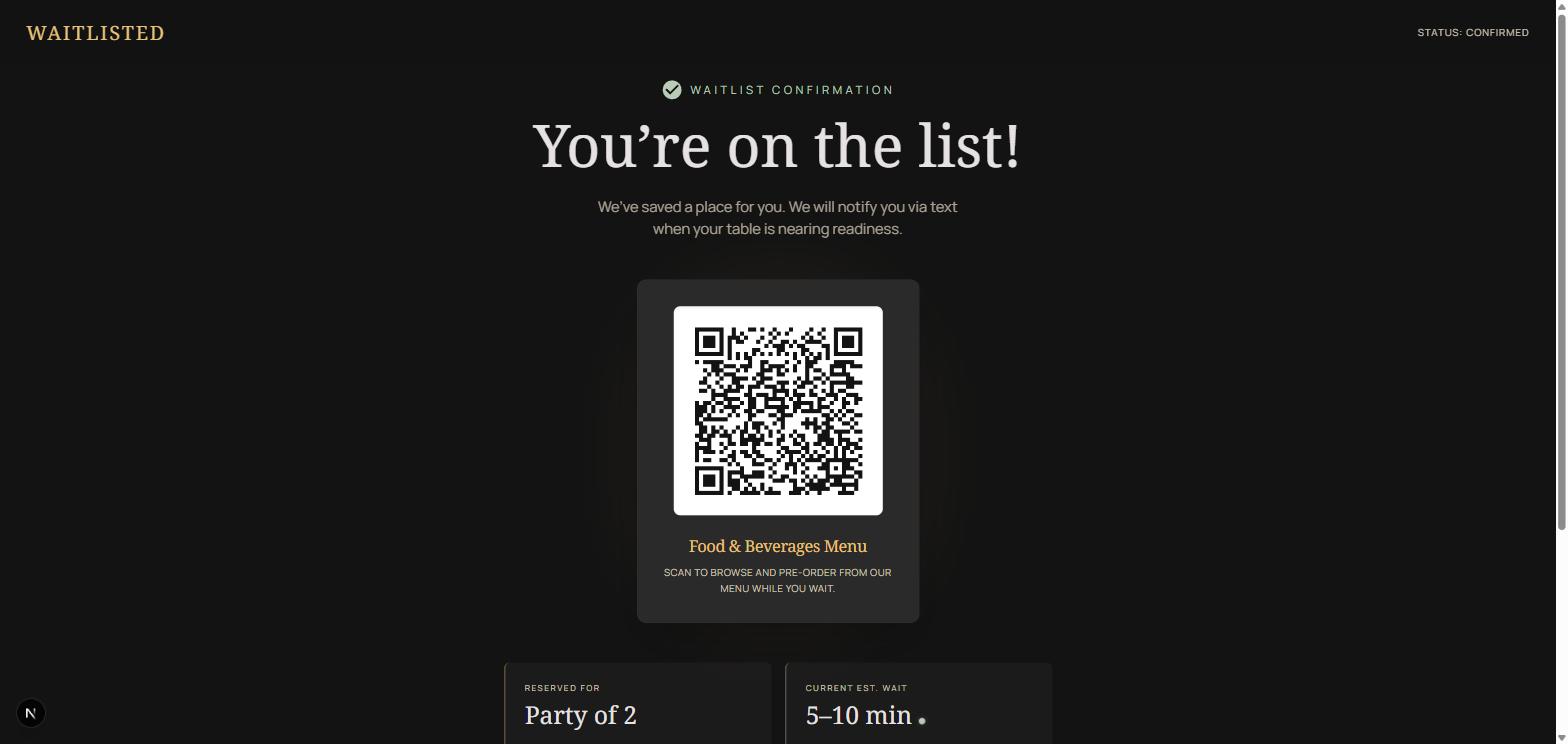 WAITLISTED
STATUS: CONFIRMED
WAITLIST CONFIRMATION
You’re on the list!
We’ve saved a place for you. We will notify you via text
when your table is nearing readiness.
Food & Beverages Menu
SCAN TO BROWSE AND PRE-ORDER FROM OUR
MENU WHILE YOU WAIT.
RESERVED FOR
Party of 2
CURRENT EST. WAIT
5–10 min
N